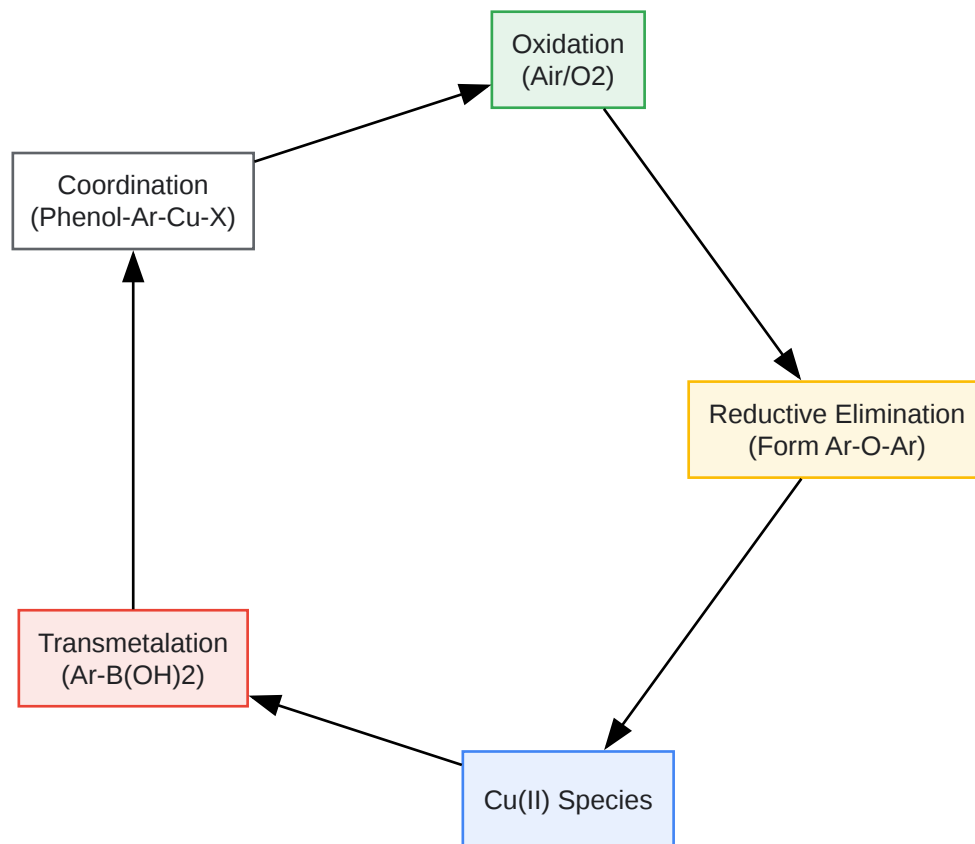 Oxidation
(Air/O2)
Coordination
(Phenol-Ar-Cu-X)
Reductive Elimination
(Form Ar-O-Ar)
Transmetalation
(Ar-B(OH)2)
Cu(II) Species